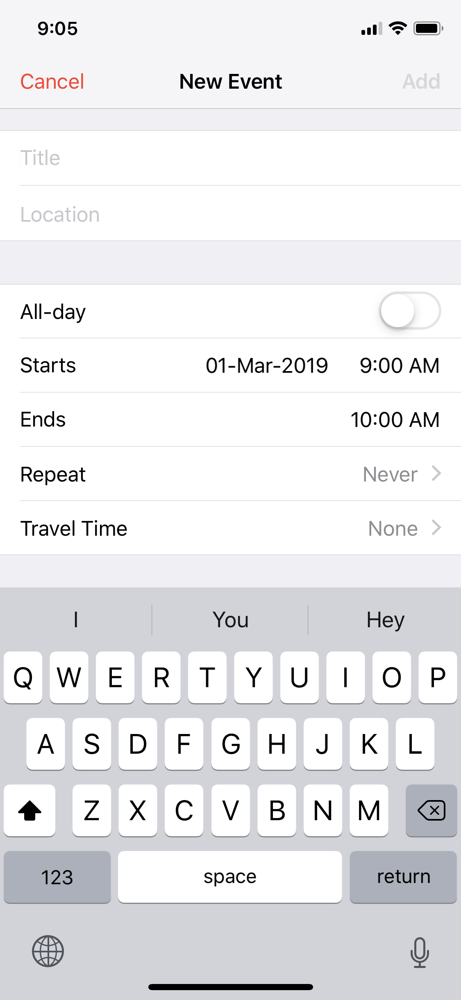 9:05
Cancel New Event Add
Title
Location
All-day
Starts 01-Mar-2019 9:00 AM
Ends 10:00 AM
Repeat Never
Travel Time None
I You Hey
Q W E R T Y U I O P
A S D F G H J K L
Z X C V B N M
123 space return